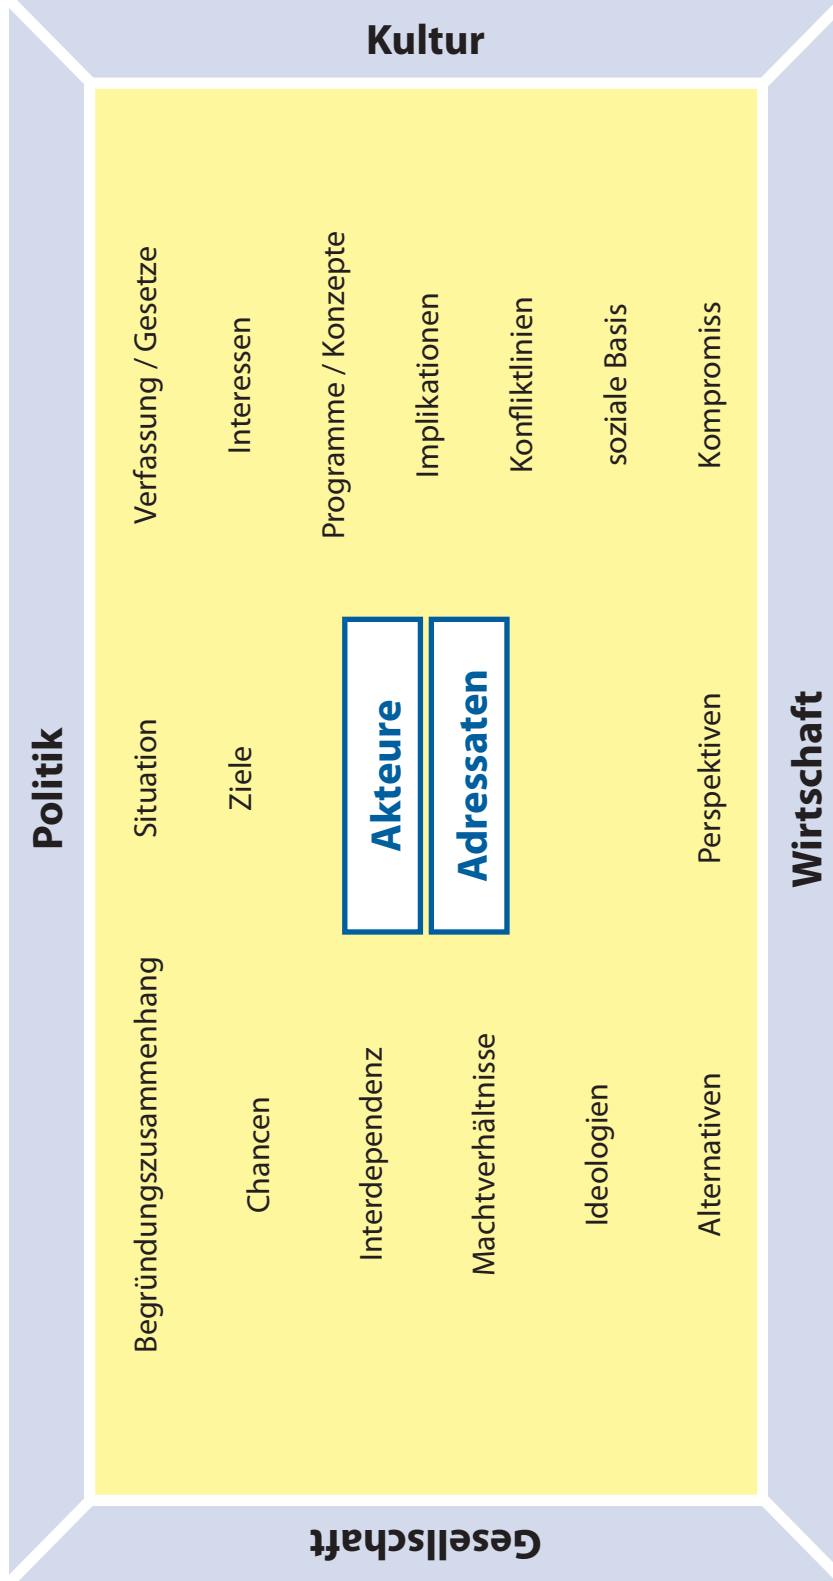 Politik
Gesellschaft
Begründungszusammenhang
Chancen
Interdependenz
Machtverhältnisse
Ideologien
Alternativen
Situation
Ziele
Akteure
Adressaten
Perspektiven
Verfassung / Gesetze
Interessen
Programme / Konzepte
Implikationen
Konfliktlinien
soziale Basis
Kompromiss
Kultur
Wirtschaft